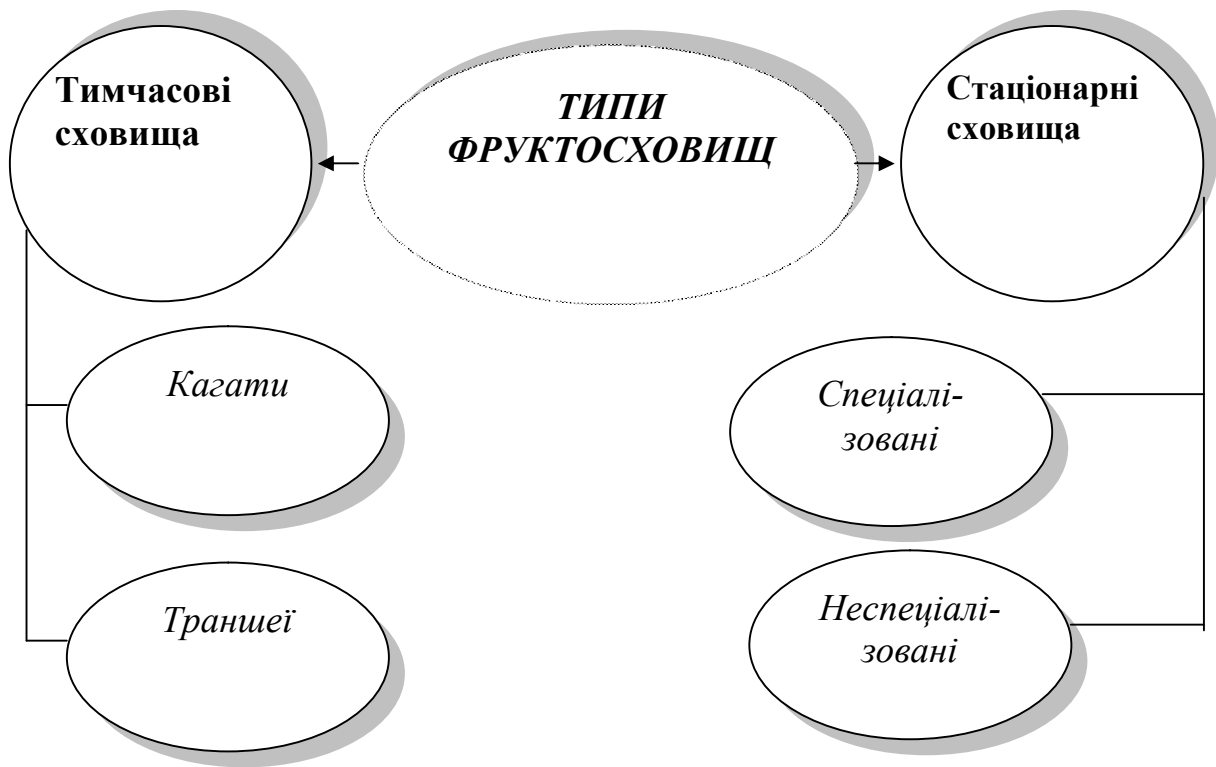 Тимчасові
сховища
ТИПИ
ФРУКТОСХОВИЩ
Стаціонарні
сховища
Кагати
Траншеї
Спеціалі-
зовані
Неспеціалі-
зовані